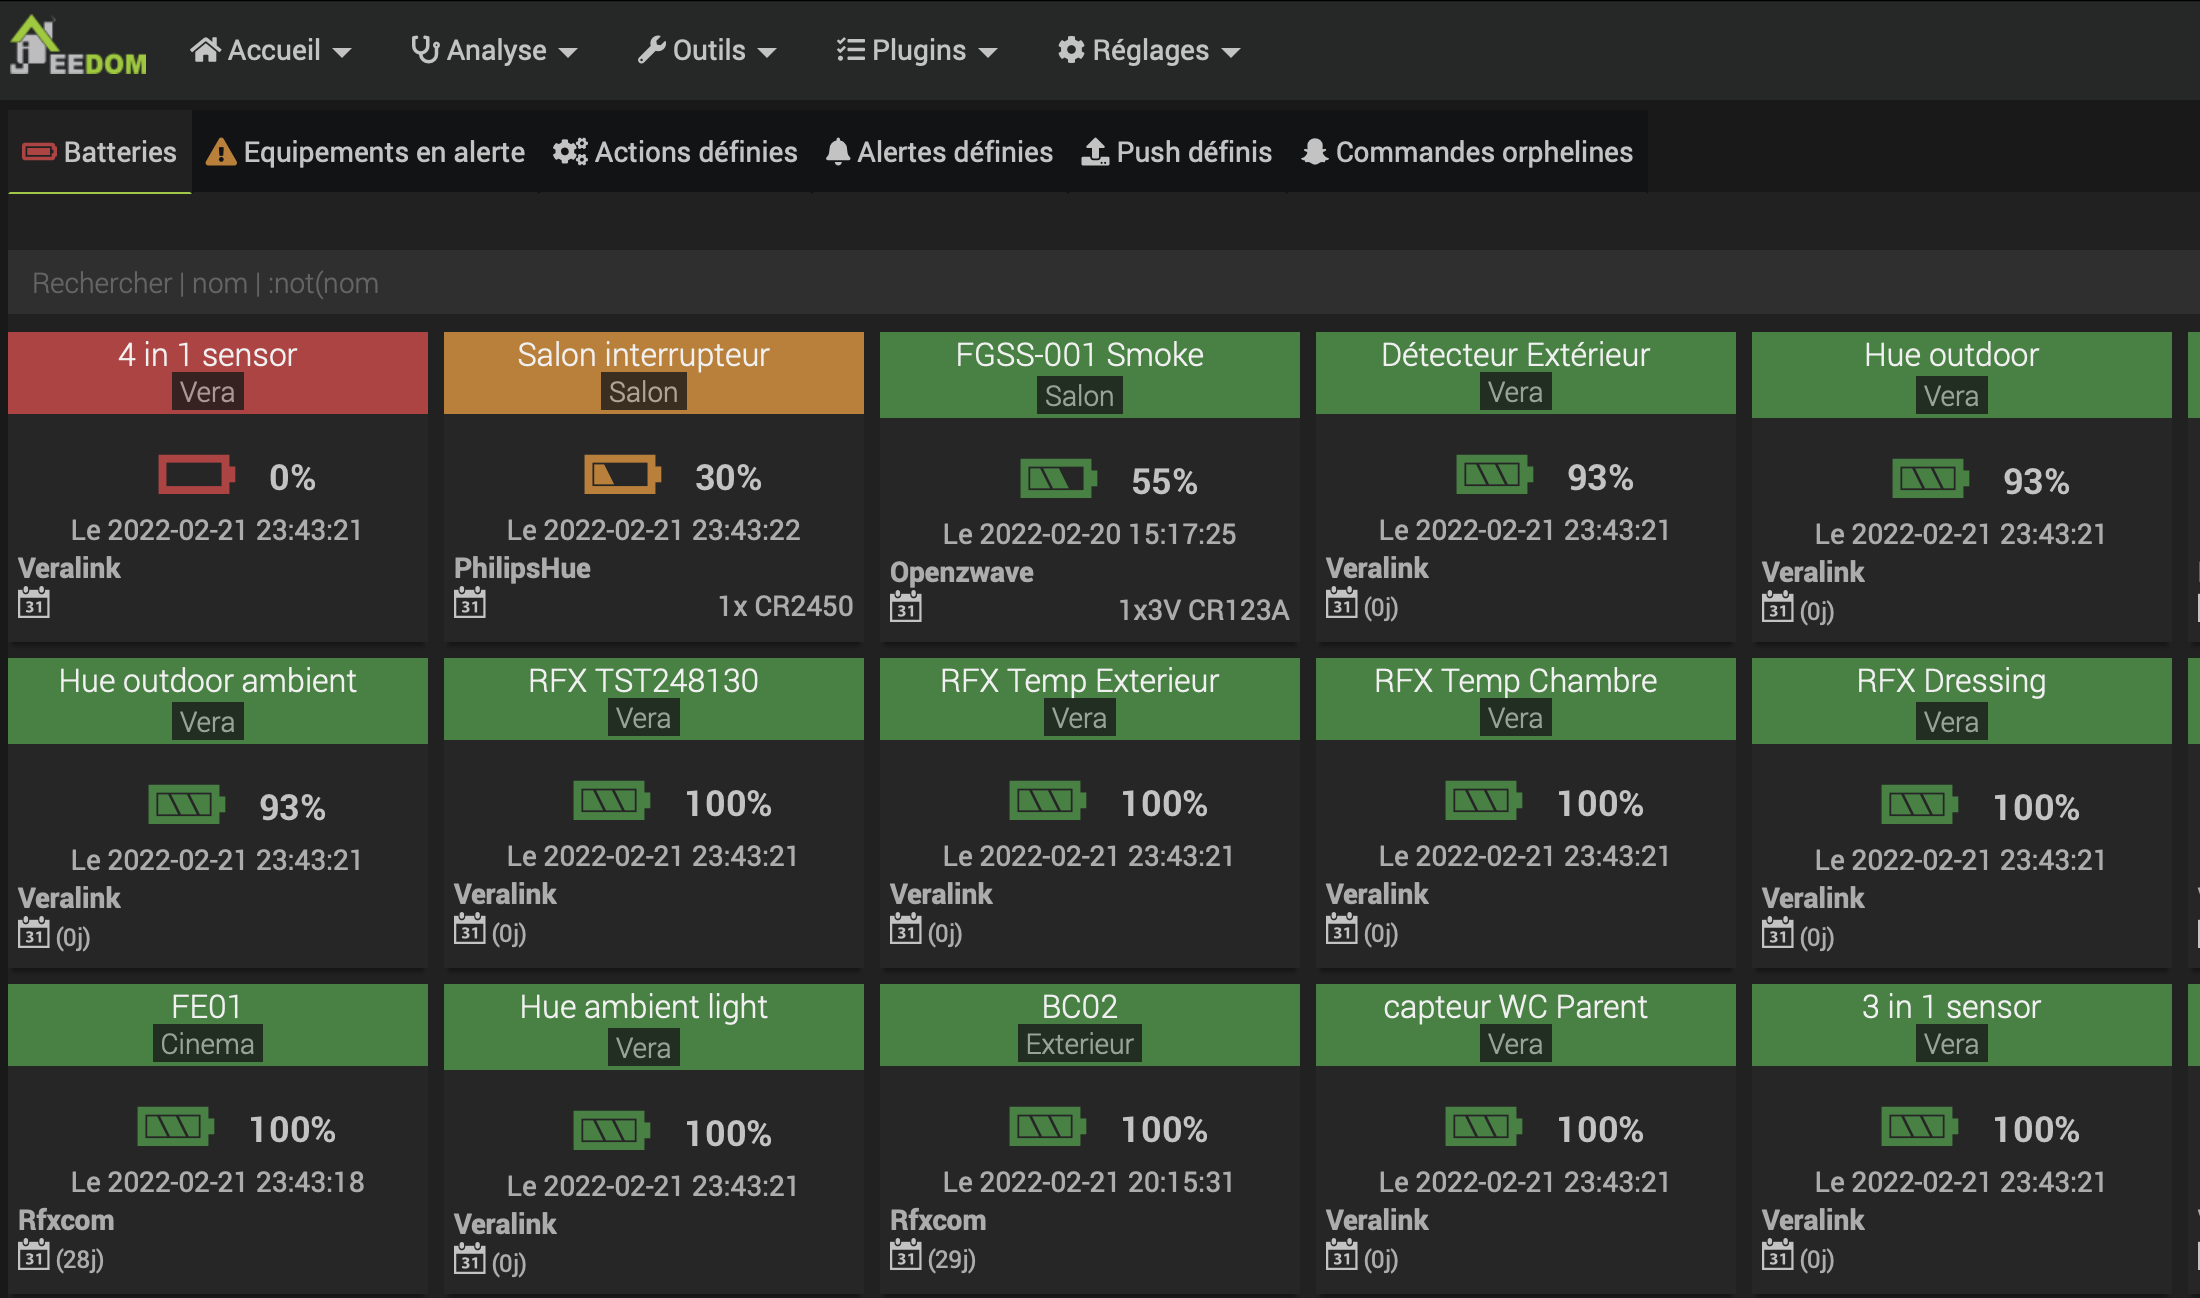 JEEDOM
Accueil
Analyse
Outils
Plugins
Réglages
Batteries
Equipements en alerte
Actions définies
Alertes définies
Push définis
Commandes orphelines
Rechercher | nom | :not(nom
4 in 1 sensor
Vera
0%
Le 2022-02-21 23:43:21
Veralink
31
Salon interrupteur
Salon
30%
Le 2022-02-21 23:43:22
PhilipsHue
31 1x CR2450
FGSS-001 Smoke
Salon
55%
Le 2022-02-20 15:17:25
Openzwave
31 1x3V CR123A
Détecteur Extérieur
Vera
93%
Le 2022-02-21 23:43:21
Veralink
31 (0j)
Hue outdoor
Vera
93%
Le 2022-02-21 23:43:21
Veralink
31 (0j)
Hue outdoor ambient
Vera
93%
Le 2022-02-21 23:43:21
Veralink
31 (0j)
RFX TST248130
Vera
100%
Le 2022-02-21 23:43:21
Veralink
31 (0j)
RFX Temp Exterieur
Vera
100%
Le 2022-02-21 23:43:21
Veralink
31 (0j)
RFX Temp Chambre
Vera
100%
Le 2022-02-21 23:43:21
Veralink
31 (0j)
RFX Dressing
Vera
100%
Le 2022-02-21 23:43:21
Veralink
31 (0j)
FE01
Cinema
100%
Le 2022-02-21 23:43:18
Rfxcom
31 (28j)
Hue ambient light
Vera
100%
Le 2022-02-21 23:43:21
Veralink
31 (0j)
BC02
Exterieur
100%
Le 2022-02-21 20:15:31
Rfxcom
31 (29j)
capteur WC Parent
Vera
100%
Le 2022-02-21 23:43:21
Veralink
31 (0j)
3 in 1 sensor
Vera
100%
Le 2022-02-21 23:43:21
Veralink
31 (0j)